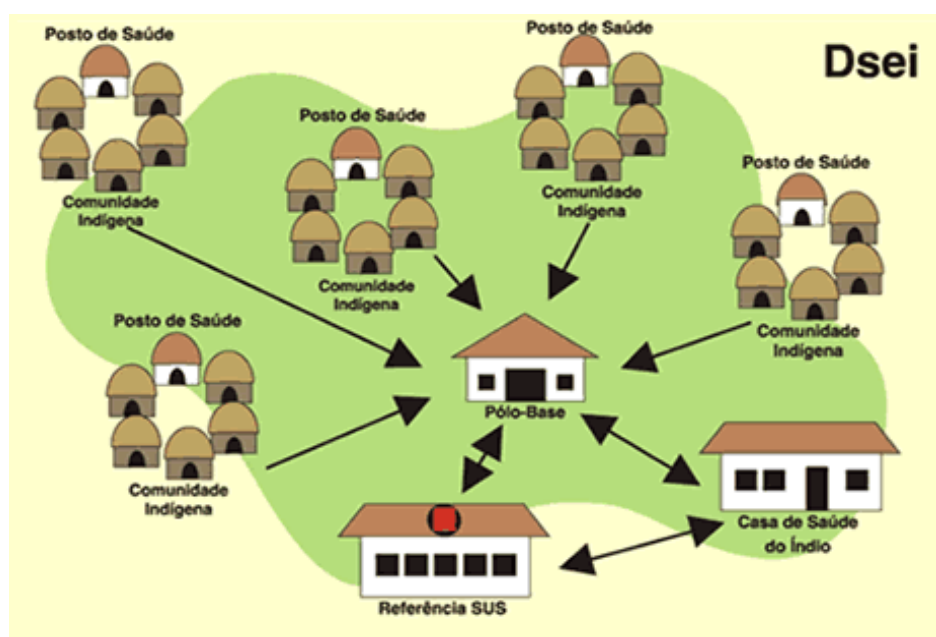 Posto de Saúde
Comunidade
Indígena
Posto de Saúde
Comunidade
Indígena
Posto de Saúde
Comunidade
Indígena
Dsei
Posto de Saúde
Comunidade
Indígena
Posto de Saúde
Comunidade
Indígena
Pólo-Base
Casa de Saúde
do Índio
Referência SUS